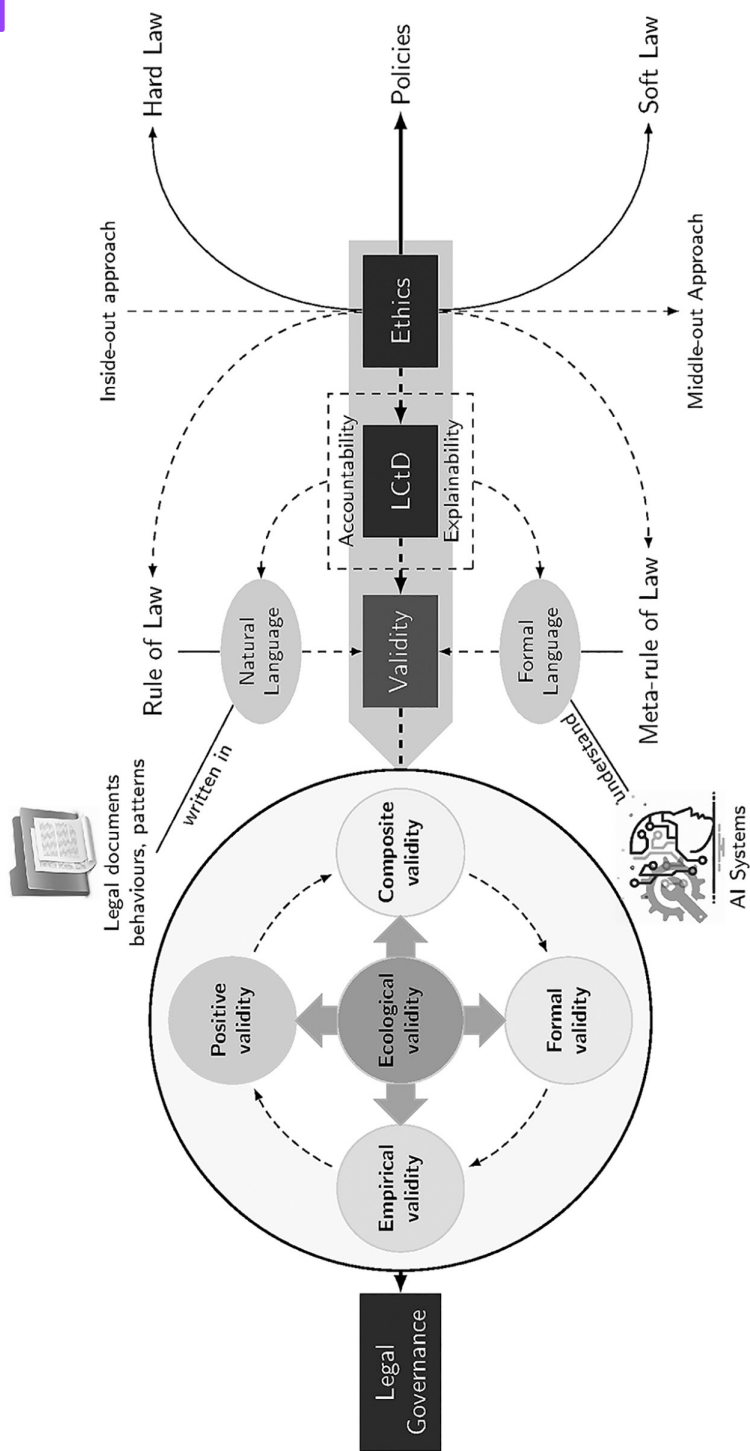 Hard Law
Policies
Soft Law
Inside-out approach
Ethics
Middle-out Approach
Accountability
LCtD
Explainability
Rule of Law
Natural
Language
Validity
Formal
Language
Meta-rule of Law
written in
understand
Legal documents
behaviours, patterns
AI Systems
Composite
validity
Positive
validity
Ecological
validity
Formal
validity
Empirical
validity
Legal
Governance